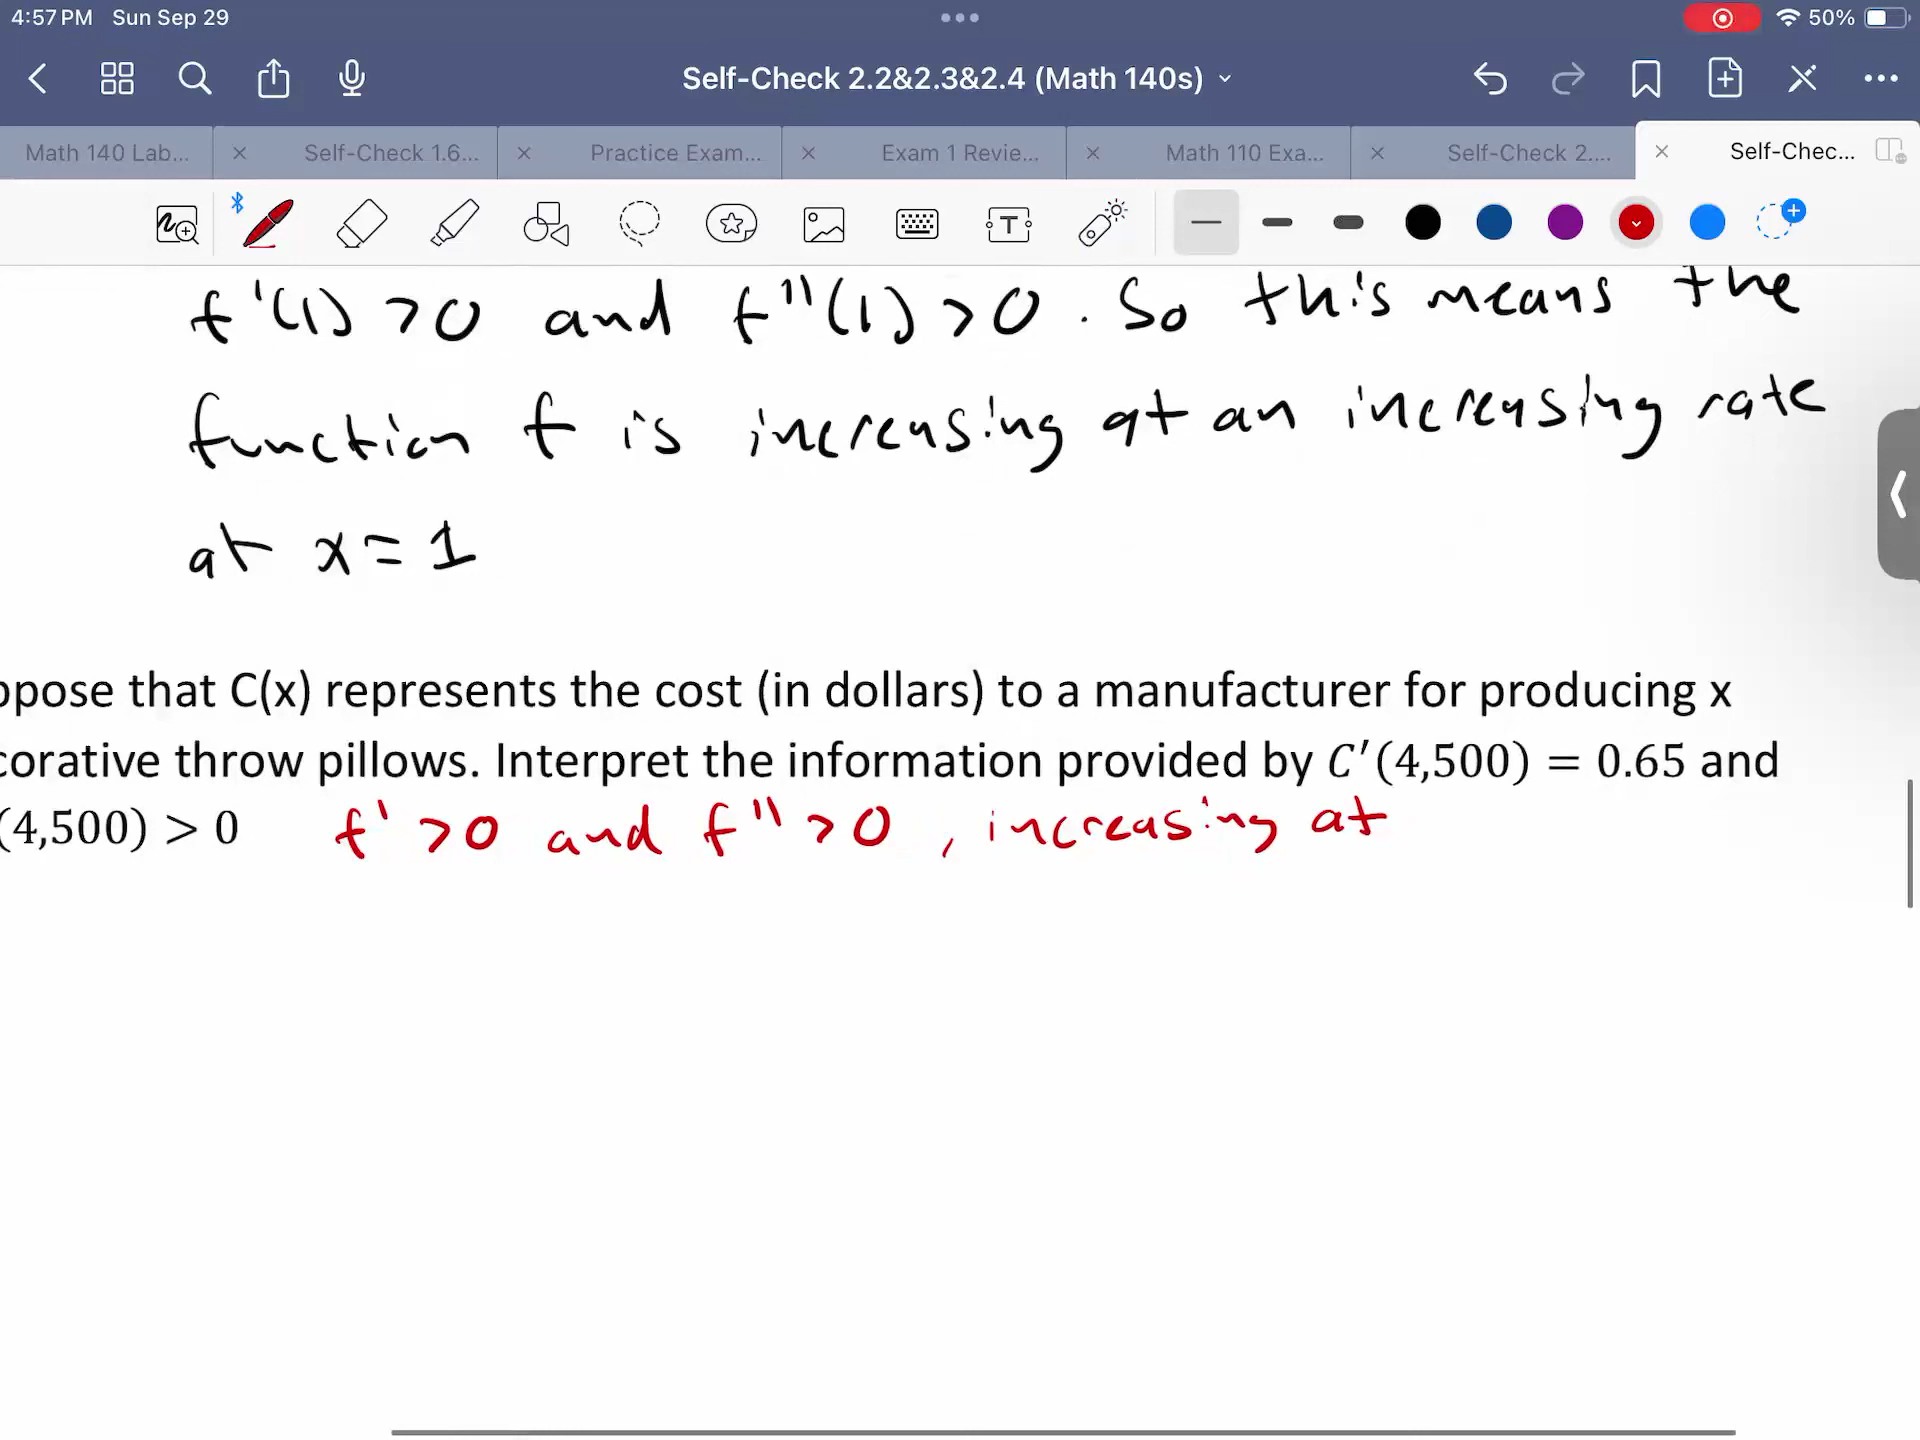 4:57 PM Sun Sep 29
50%
Self-Check 2.2&2.3&2.4 (Math 140s)
Math 140 Lab... Self-Check 1.6... Practice Exam... Exam 1 Revie... Math 110 Exa... Self-Check 2.... Self-Chec...
T
f'(1) >0 and f"(1) >0 . So this means the
function f is increasing at an increasing rate
at x = 1
ppose that C(x) represents the cost (in dollars) to a manufacturer for producing x
corative throw pillows. Interpret the information provided by C′(4,500) = 0.65 and
(4,500) > 0 f' >0 and f" >0 , increasing at